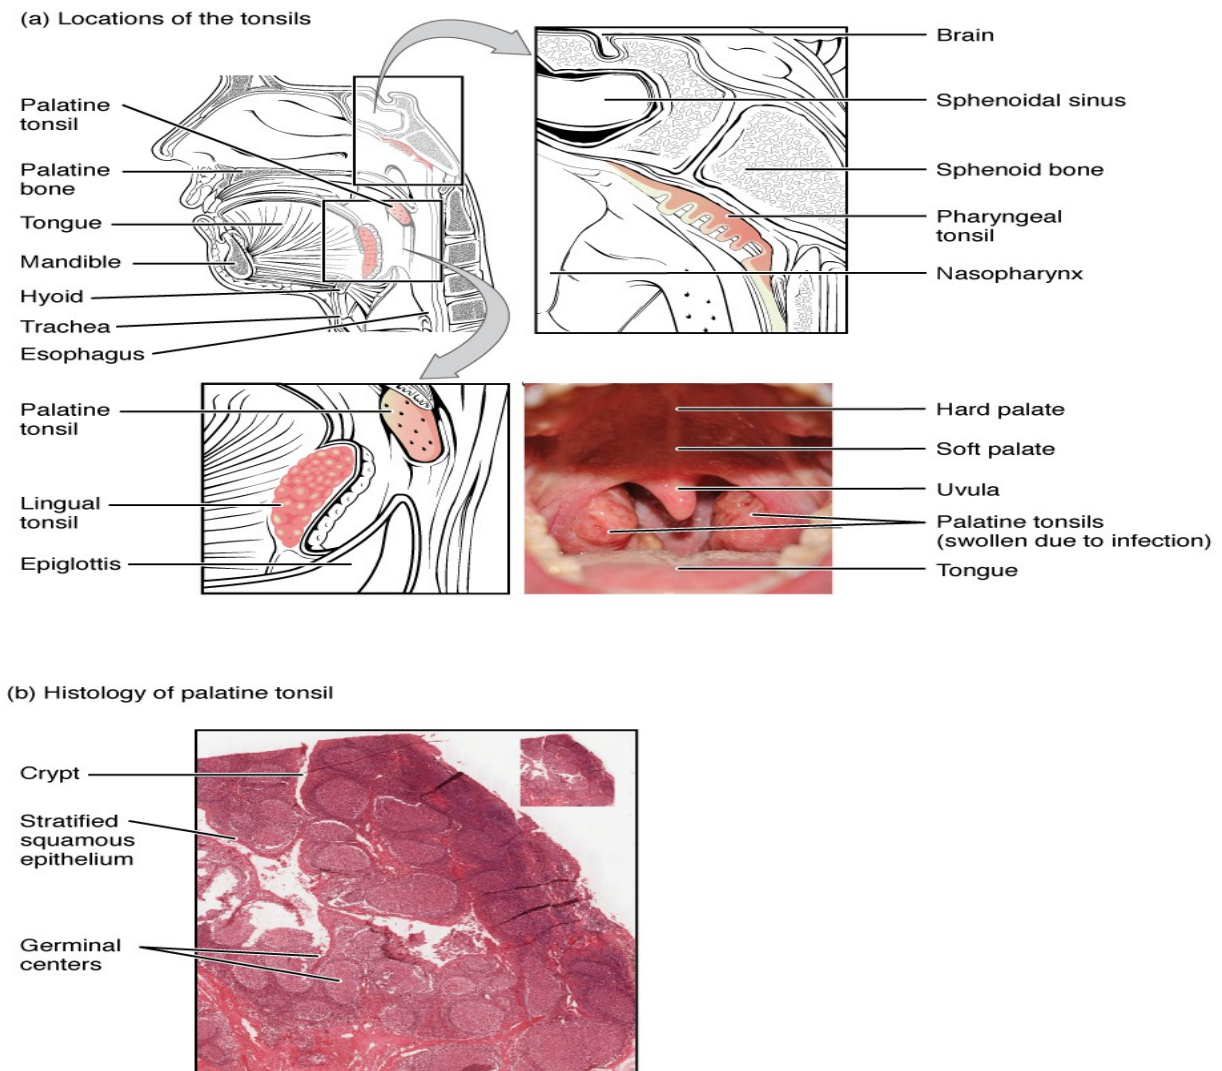 (a) Locations of the tonsils
Palatine
tonsil
Palatine
bone
Tongue
Mandible
Hyoid
Trachea
Esophagus
Brain
Sphenoidal sinus
Sphenoid bone
Pharyngeal
tonsil
Nasopharynx
Palatine
tonsil
Lingual
tonsil
Epiglottis
Hard palate
Soft palate
Uvula
Palatine tonsils
(swollen due to infection)
Tongue
(b) Histology of palatine tonsil
Crypt
Stratified
squamous
epithelium
Germinal
centers